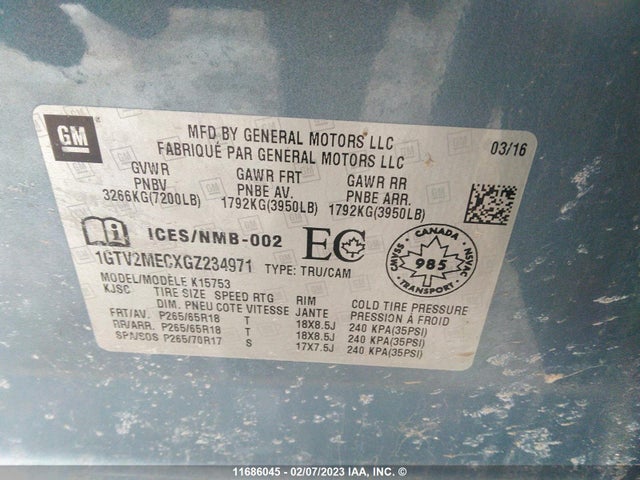 GM
MFD BY GENERAL MOTORS LLC
FABRIQUÉ PAR GENERAL MOTORS LLC
03/16
GVWR GAWR FRT GAWR RR
PNBV PNBE AV. PNBE ARR.
3266KG(7200LB) 1792KG(3950LB) 1792KG(3950LB)
ICES/NMB-002 EC
CANADA
CMVSS 985 NSVAC
TRANSPORT
1GTV2MECXGZ234971 TYPE: TRU/CAM
MODEL/MODÈLE K15753
KJSC TIRE SIZE SPEED RTG RIM COLD TIRE PRESSURE
DIM. PNEU COTE VITESSE JANTE PRESSION À FROID
FRT/AV. P265/65R18 T 18X8.5J 240 KPA(35PSI)
RR/ARR. P265/65R18 T 18X8.5J 240 KPA(35PSI)
SPA/SOS P265/70R17 S 17X7.5J 240 KPA(35PSI)
11686045 - 02/07/2023 IAA, INC. ©